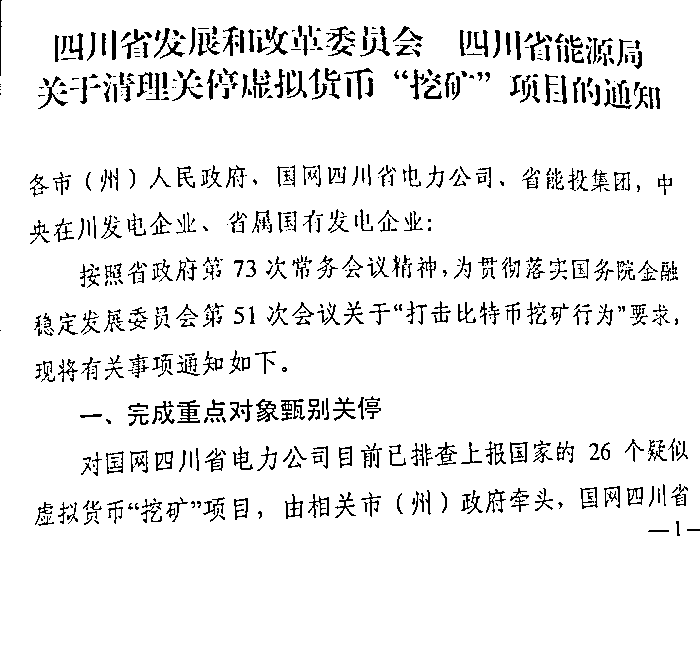 四川省发展和改革委员会 四川省能源局
关于清理关停虚拟货币“挖矿”项目的通知
各市（州）人民政府，国网四川省电力公司、省能投集团，中
央在川发电企业、省属国有发电企业：
按照省政府第 73 次常务会议精神，为贯彻落实国务院金融
稳定发展委员会第 51 次会议关于“打击比特币挖矿行为”要求，
现将有关事项通知如下。
一、完成重点对象甄别关停
对国网四川省电力公司目前已排查上报国家的 26 个疑似
虚拟货币“挖矿”项目，由相关市（州）政府牵头，国网四川省
—1—